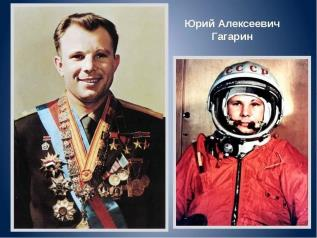 Юрий Алексеевич
Гагарин
СССР